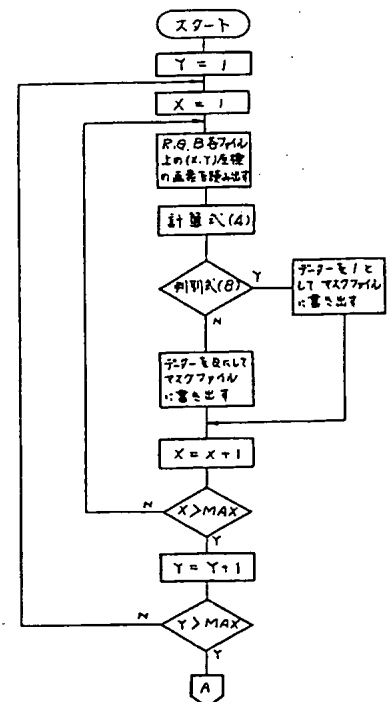 スタート
Y = 1
X = 1
R.G.B各ファイル
上の(X.Y)座標
の画素を読み出す
計算式(4)
判別式(8)
Y
データーを1と
してマスクファイル
に書き出す
N
データーを0にして
マスクファイル
に書き出す
X = X+1
N
X>MAX
Y
Y = Y+1
N
Y>MAX
Y
A